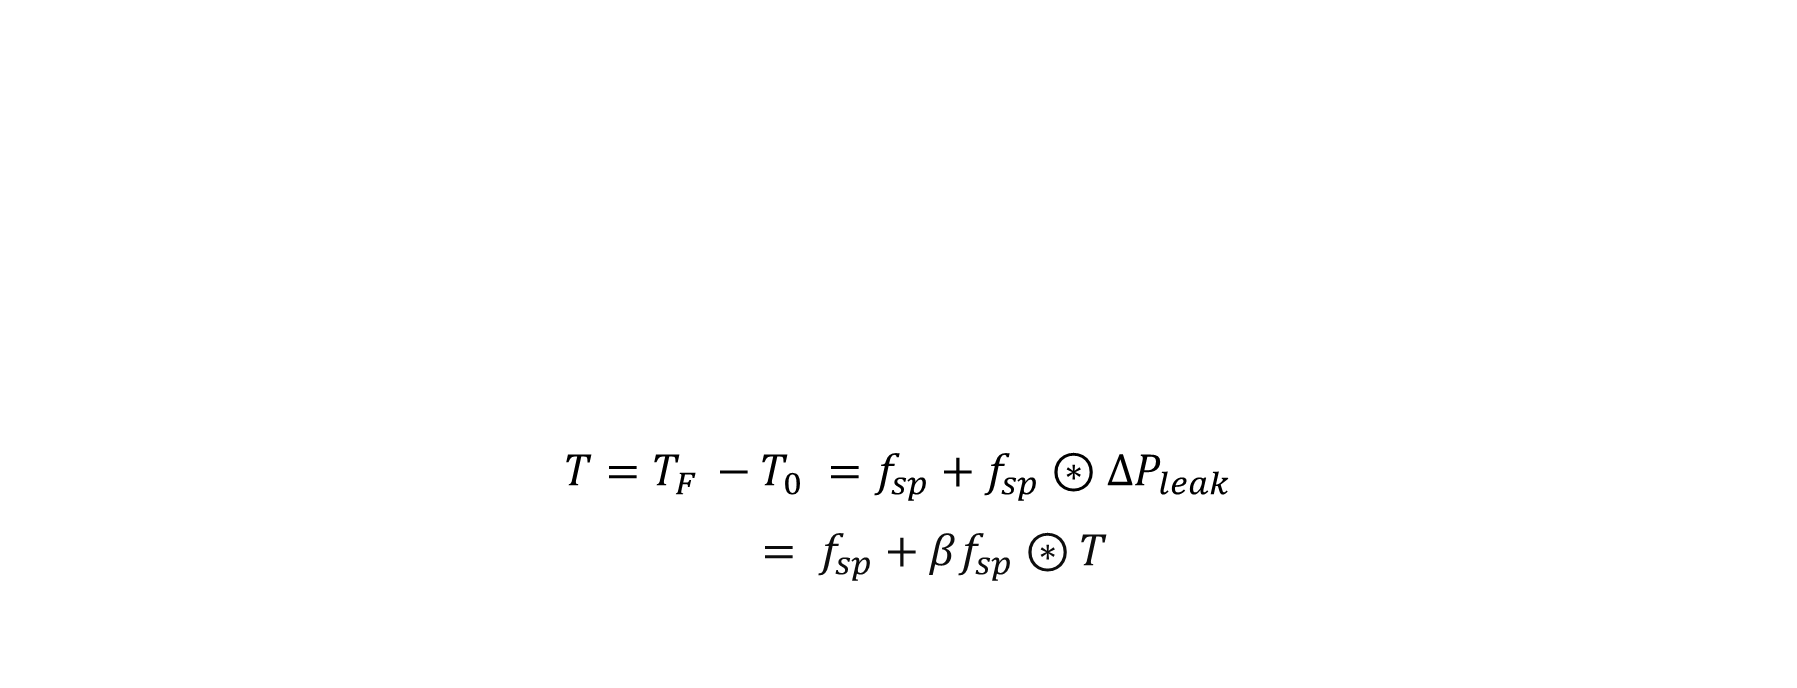 T = T_F − T_0 = f_sp + f_sp ⊛ ΔP_leak
= f_sp + βf_sp ⊛ T